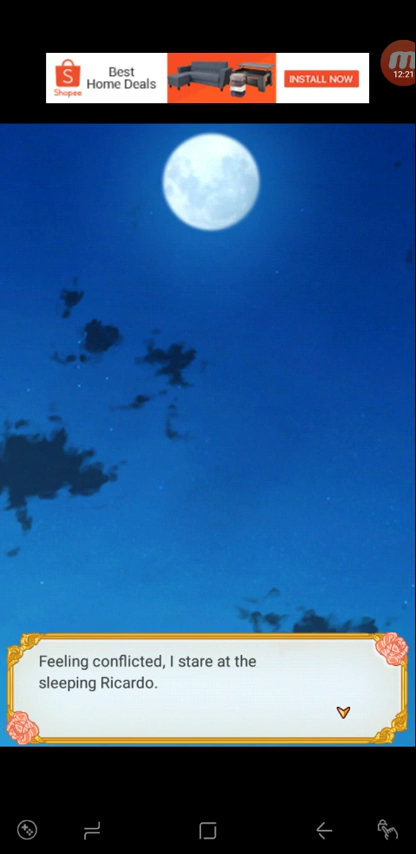 Best
Home Deals
Shopee
INSTALL NOW
12:21
Feeling conflicted, I stare at the
sleeping Ricardo.